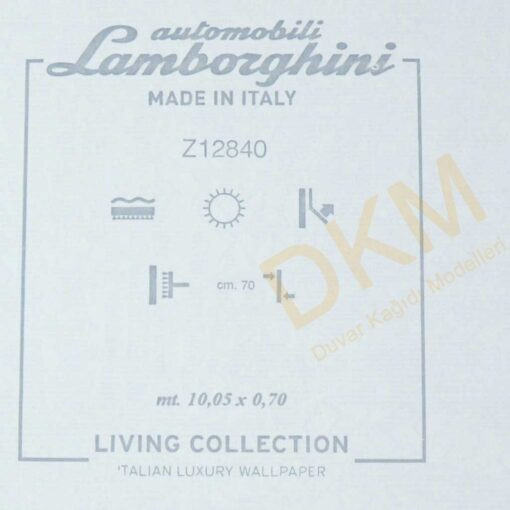 automobili
Lamborghini
MADE IN ITALY
Z12840
cm. 70
DKM
Duvar Kağıdı Modelleri
mt. 10,05 x 0,70
LIVING COLLECTION
ITALIAN LUXURY WALLPAPER